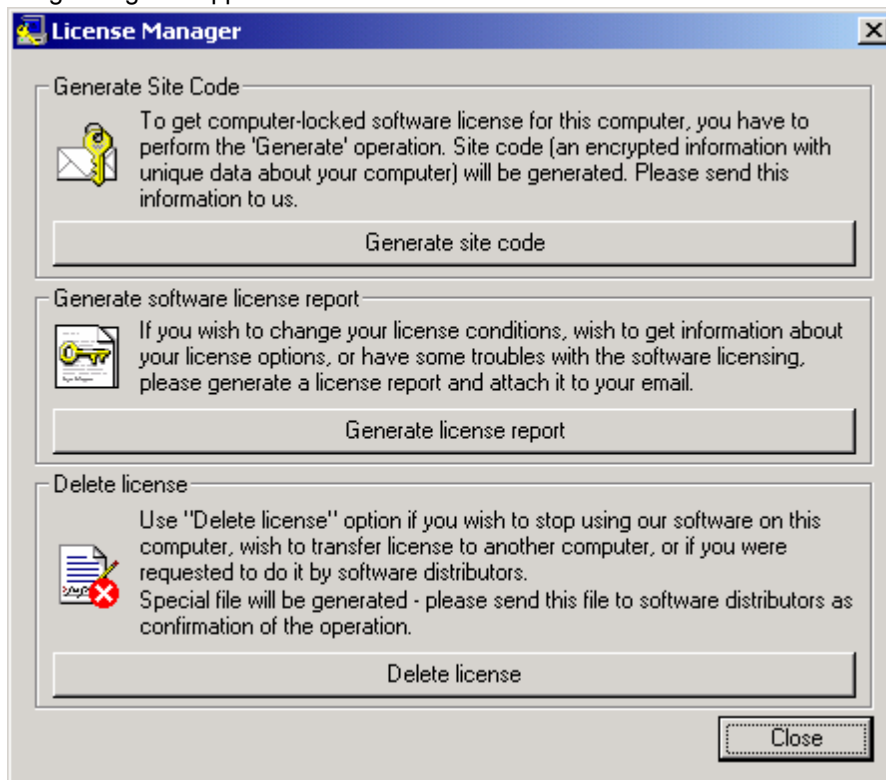 License Manager
Generate Site Code
To get computer-locked software license for this computer, you have to
perform the 'Generate' operation. Site code (an encrypted information with
unique data about your computer) will be generated. Please send this
information to us.
Generate site code
Generate software license report
If you wish to change your license conditions, wish to get information about
your license options, or have some troubles with the software licensing,
please generate a license report and attach it to your email.
Generate license report
Delete license
Use "Delete license" option if you wish to stop using our software on this
computer, wish to transfer license to another computer, or if you were
requested to do it by software distributors.
Special file will be generated - please send this file to software distributors as
confirmation of the operation.
Delete license
Close